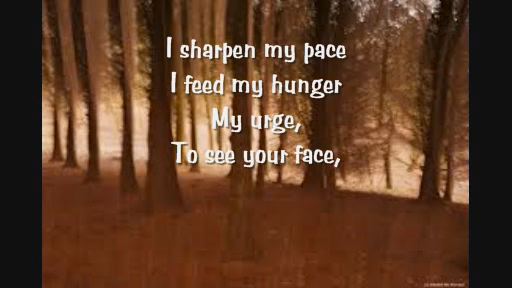 I sharpen my pace
I feed my hunger
My urge,
To see your face,